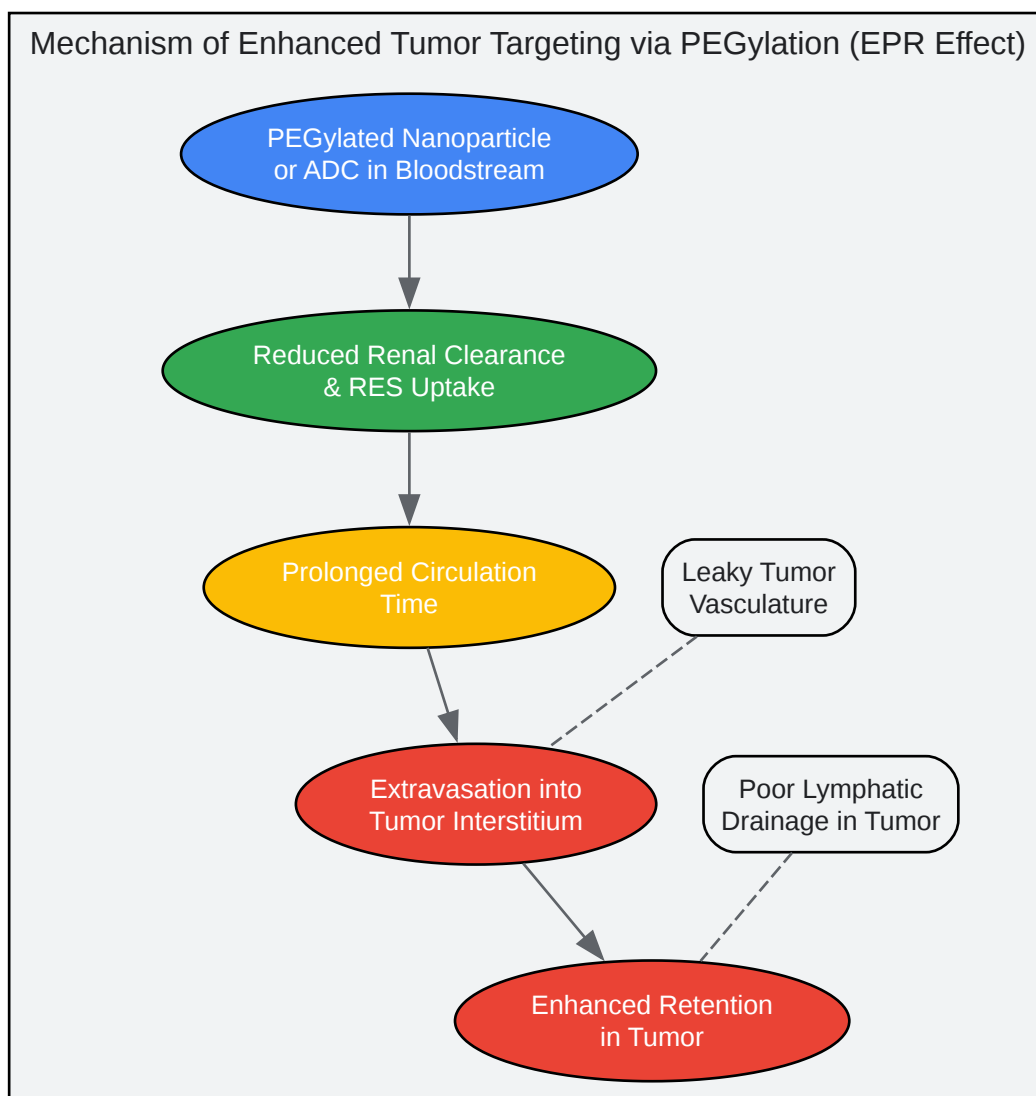 Mechanism of Enhanced Tumor Targeting via PEGylation (EPR Effect)
PEGylated Nanoparticle
or ADC in Bloodstream
Reduced Renal Clearance
& RES Uptake
Prolonged Circulation
Time
Leaky Tumor
Vasculature
Extravasation into
Tumor Interstitium
Poor Lymphatic
Drainage in Tumor
Enhanced Retention
in Tumor